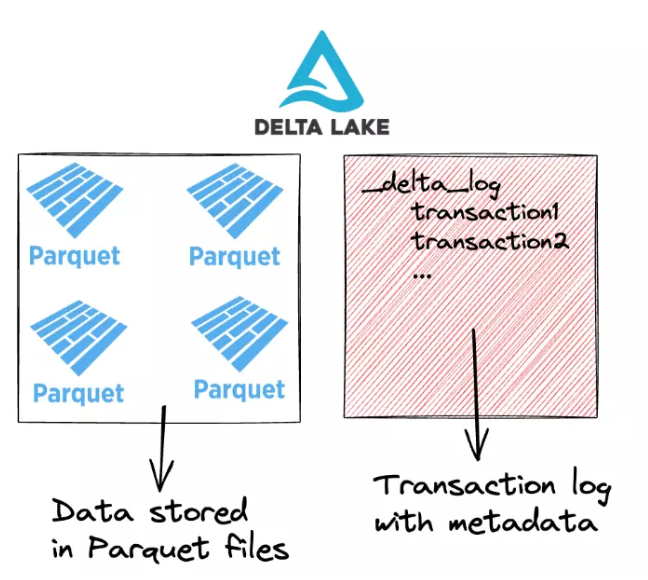 DELTA LAKE
Parquet
Parquet
Parquet
Parquet
_delta_log
transaction1
transaction2
...
Data stored
in Parquet files
Transaction log
with metadata